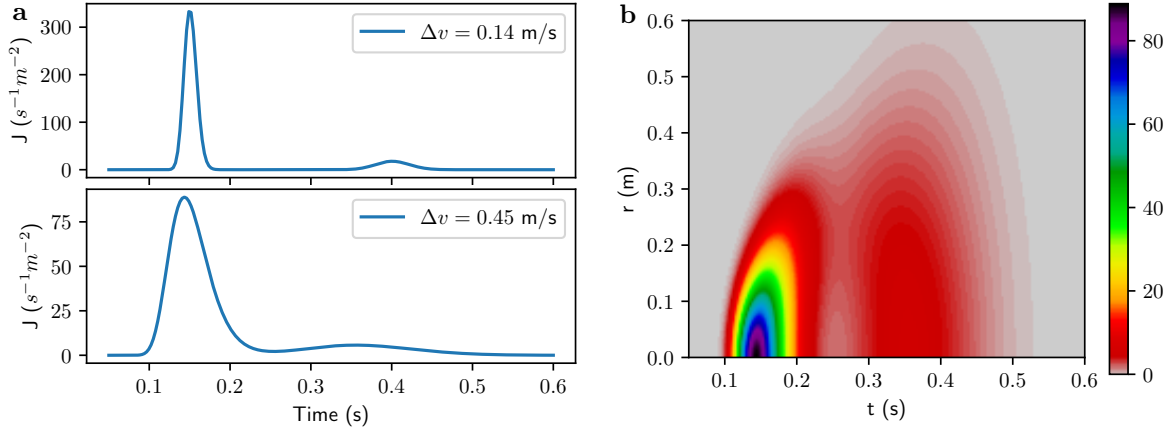 a
300
200
100
0
J (s⁻¹m⁻²)
Δv = 0.14 m/s
75
50
25
0
J (s⁻¹m⁻²)
Δv = 0.45 m/s
0.1 0.2 0.3 0.4 0.5 0.6
Time (s)
b
0.6
0.5
0.4
0.3
0.2
0.1
0.0
r (m)
0.1 0.2 0.3 0.4 0.5 0.6
t (s)
80
60
40
20
0